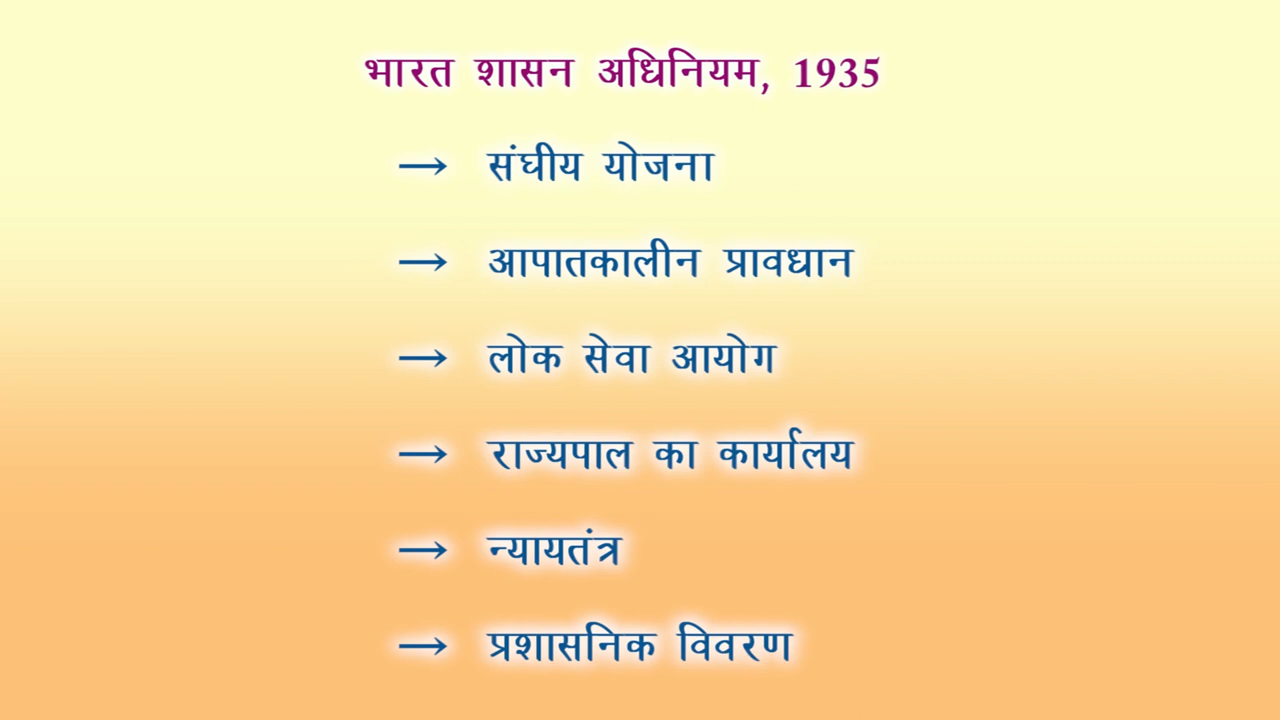 भारत शासन अधिनियम, 1935
→ संघीय योजना
→ आपातकालीन प्रावधान
→ लोक सेवा आयोग
→ राज्यपाल का कार्यालय
→ न्यायतंत्र
→ प्रशासनिक विवरण